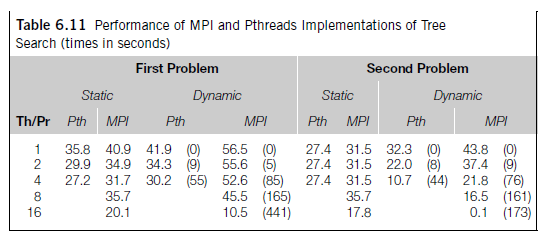 Table 6.11 Performance of MPI and Pthreads Implementations of Tree
Search (times in seconds)
First Problem Second Problem
Static Dynamic Static Dynamic
Th/Pr Pth MPI Pth MPI Pth MPI Pth MPI
1 35.8 40.9 41.9 (0) 56.5 (0) 27.4 31.5 32.3 (0) 43.8 (0)
2 29.9 34.9 34.3 (9) 55.6 (5) 27.4 31.5 22.0 (8) 37.4 (9)
4 27.2 31.7 30.2 (55) 52.6 (85) 27.4 31.5 10.7 (44) 21.8 (76)
8 35.7 45.5 (165) 35.7 16.5 (161)
16 20.1 10.5 (441) 17.8 0.1 (173)